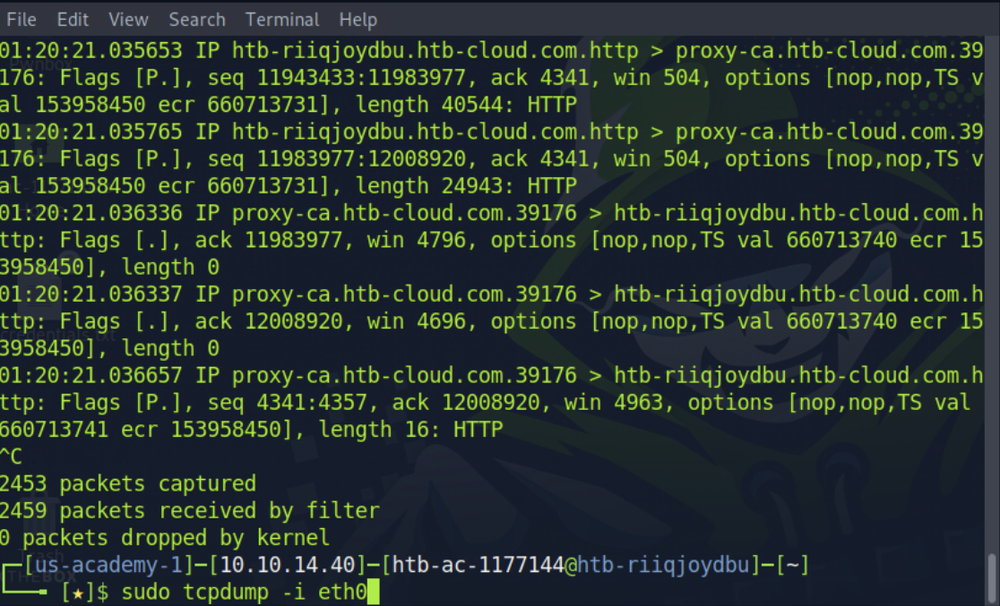 File Edit View Search Terminal Help
01:20:21.035653 IP htb-riiqjoydbu.htb-cloud.com.http > proxy-ca.htb-cloud.com.39
176: Flags [P.], seq 11943433:11983977, ack 4341, win 504, options [nop,nop,TS v
al 153958450 ecr 660713731], length 40544: HTTP
01:20:21.035765 IP htb-riiqjoydbu.htb-cloud.com.http > proxy-ca.htb-cloud.com.39
176: Flags [P.], seq 11983977:12008920, ack 4341, win 504, options [nop,nop,TS v
al 153958450 ecr 660713731], length 24943: HTTP
01:20:21.036336 IP proxy-ca.htb-cloud.com.39176 > htb-riiqjoydbu.htb-cloud.com.h
ttp: Flags [.], ack 11983977, win 4796, options [nop,nop,TS val 660713740 ecr 15
3958450], length 0
01:20:21.036337 IP proxy-ca.htb-cloud.com.39176 > htb-riiqjoydbu.htb-cloud.com.h
ttp: Flags [.], ack 12008920, win 4696, options [nop,nop,TS val 660713740 ecr 15
3958450], length 0
01:20:21.036657 IP proxy-ca.htb-cloud.com.39176 > htb-riiqjoydbu.htb-cloud.com.h
ttp: Flags [P.], seq 4341:4357, ack 12008920, win 4963, options [nop,nop,TS val
660713741 ecr 153958450], length 16: HTTP
^C
2453 packets captured
2459 packets received by filter
0 packets dropped by kernel
┌─[us-academy-1]─[10.10.14.40]─[htb-ac-1177144@htb-riiqjoydbu]─[~]
└──╼ [★]$ sudo tcpdump -i eth0